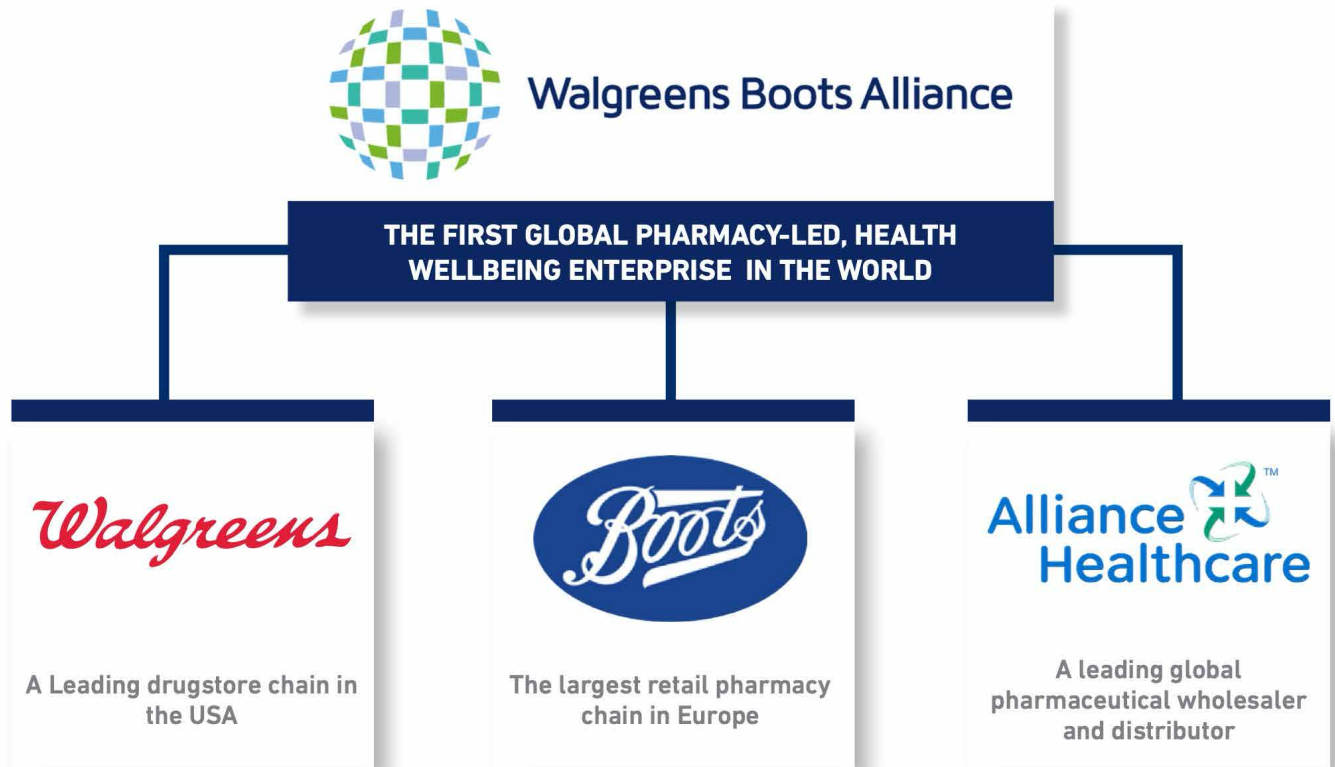 Walgreens Boots Alliance
THE FIRST GLOBAL PHARMACY-LED, HEALTH
WELLBEING ENTERPRISE IN THE WORLD
Walgreens
A Leading drugstore chain in
the USA
Boots
The largest retail pharmacy
chain in Europe
Alliance TM
Healthcare
A leading global
pharmaceutical wholesaler
and distributor